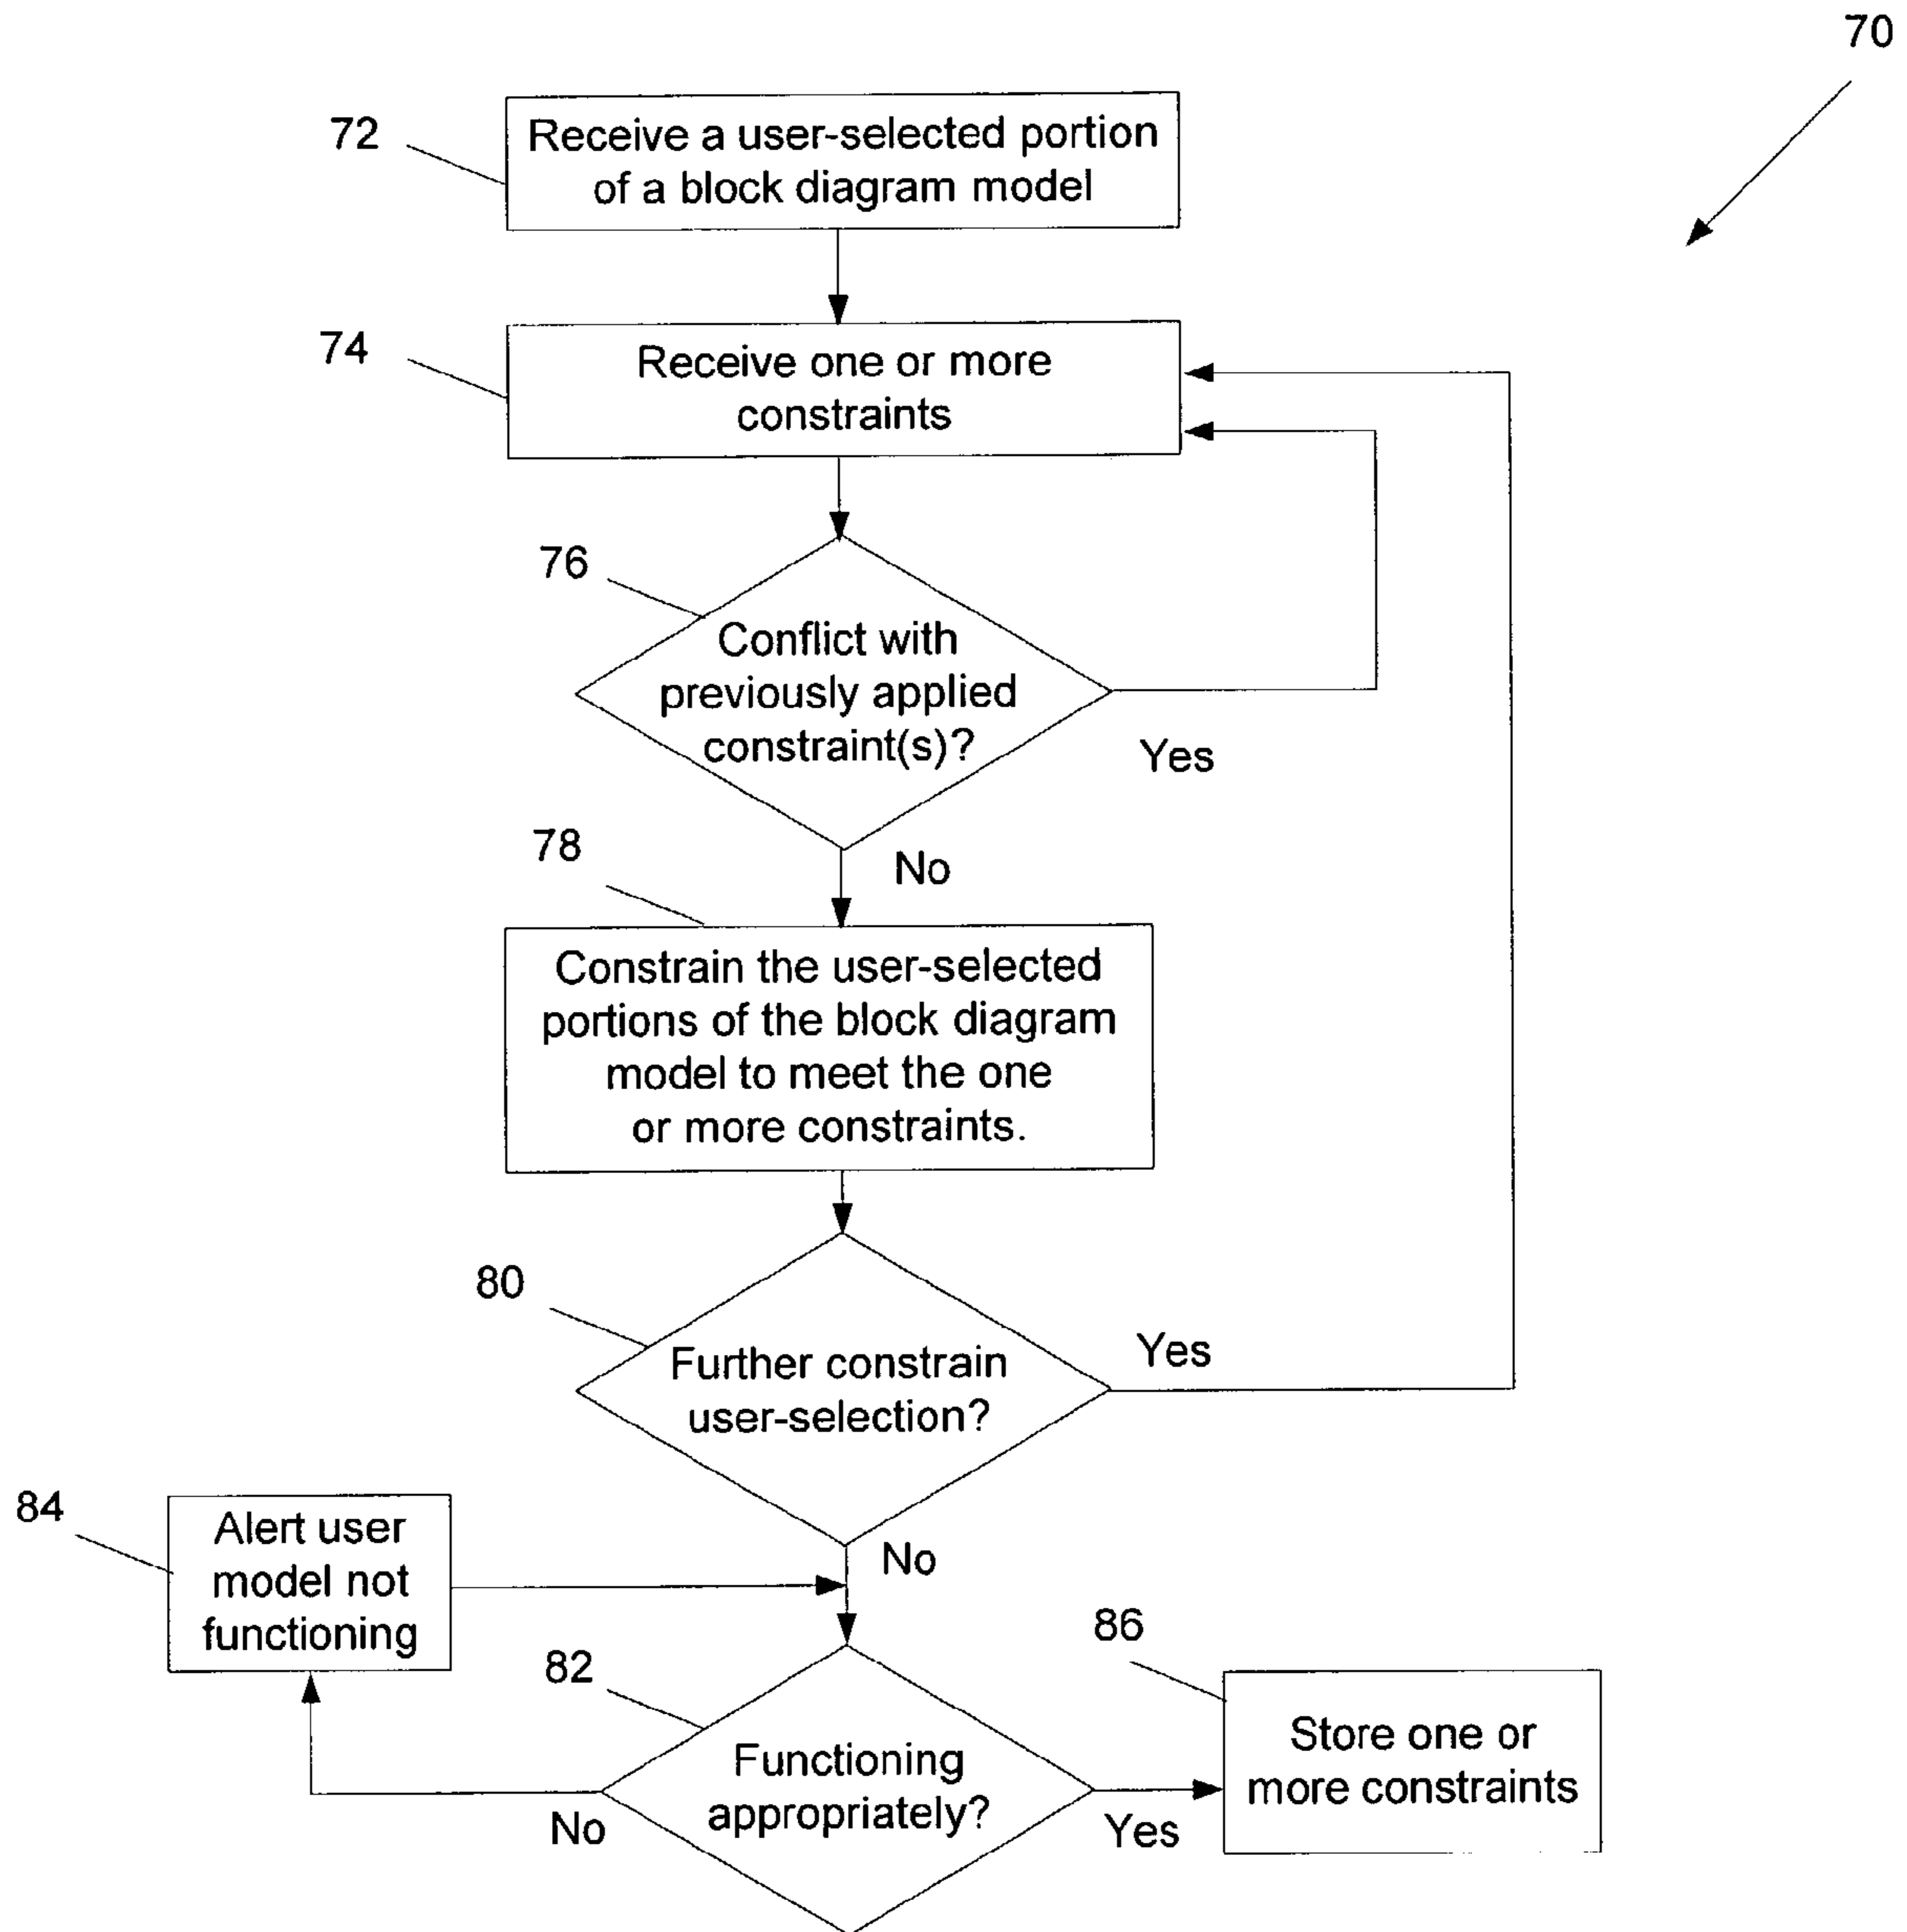 70
72
Receive a user-selected portion
of a block diagram model
74
Receive one or more
constraints
76
Conflict with
previously applied
constraint(s)?
Yes
No
78
Constrain the user-selected
portions of the block diagram
model to meet the one
or more constraints.
80
Further constrain
user-selection?
Yes
No
84
Alert user
model not
functioning
82
Functioning
appropriately?
No
Yes
86
Store one or
more constraints